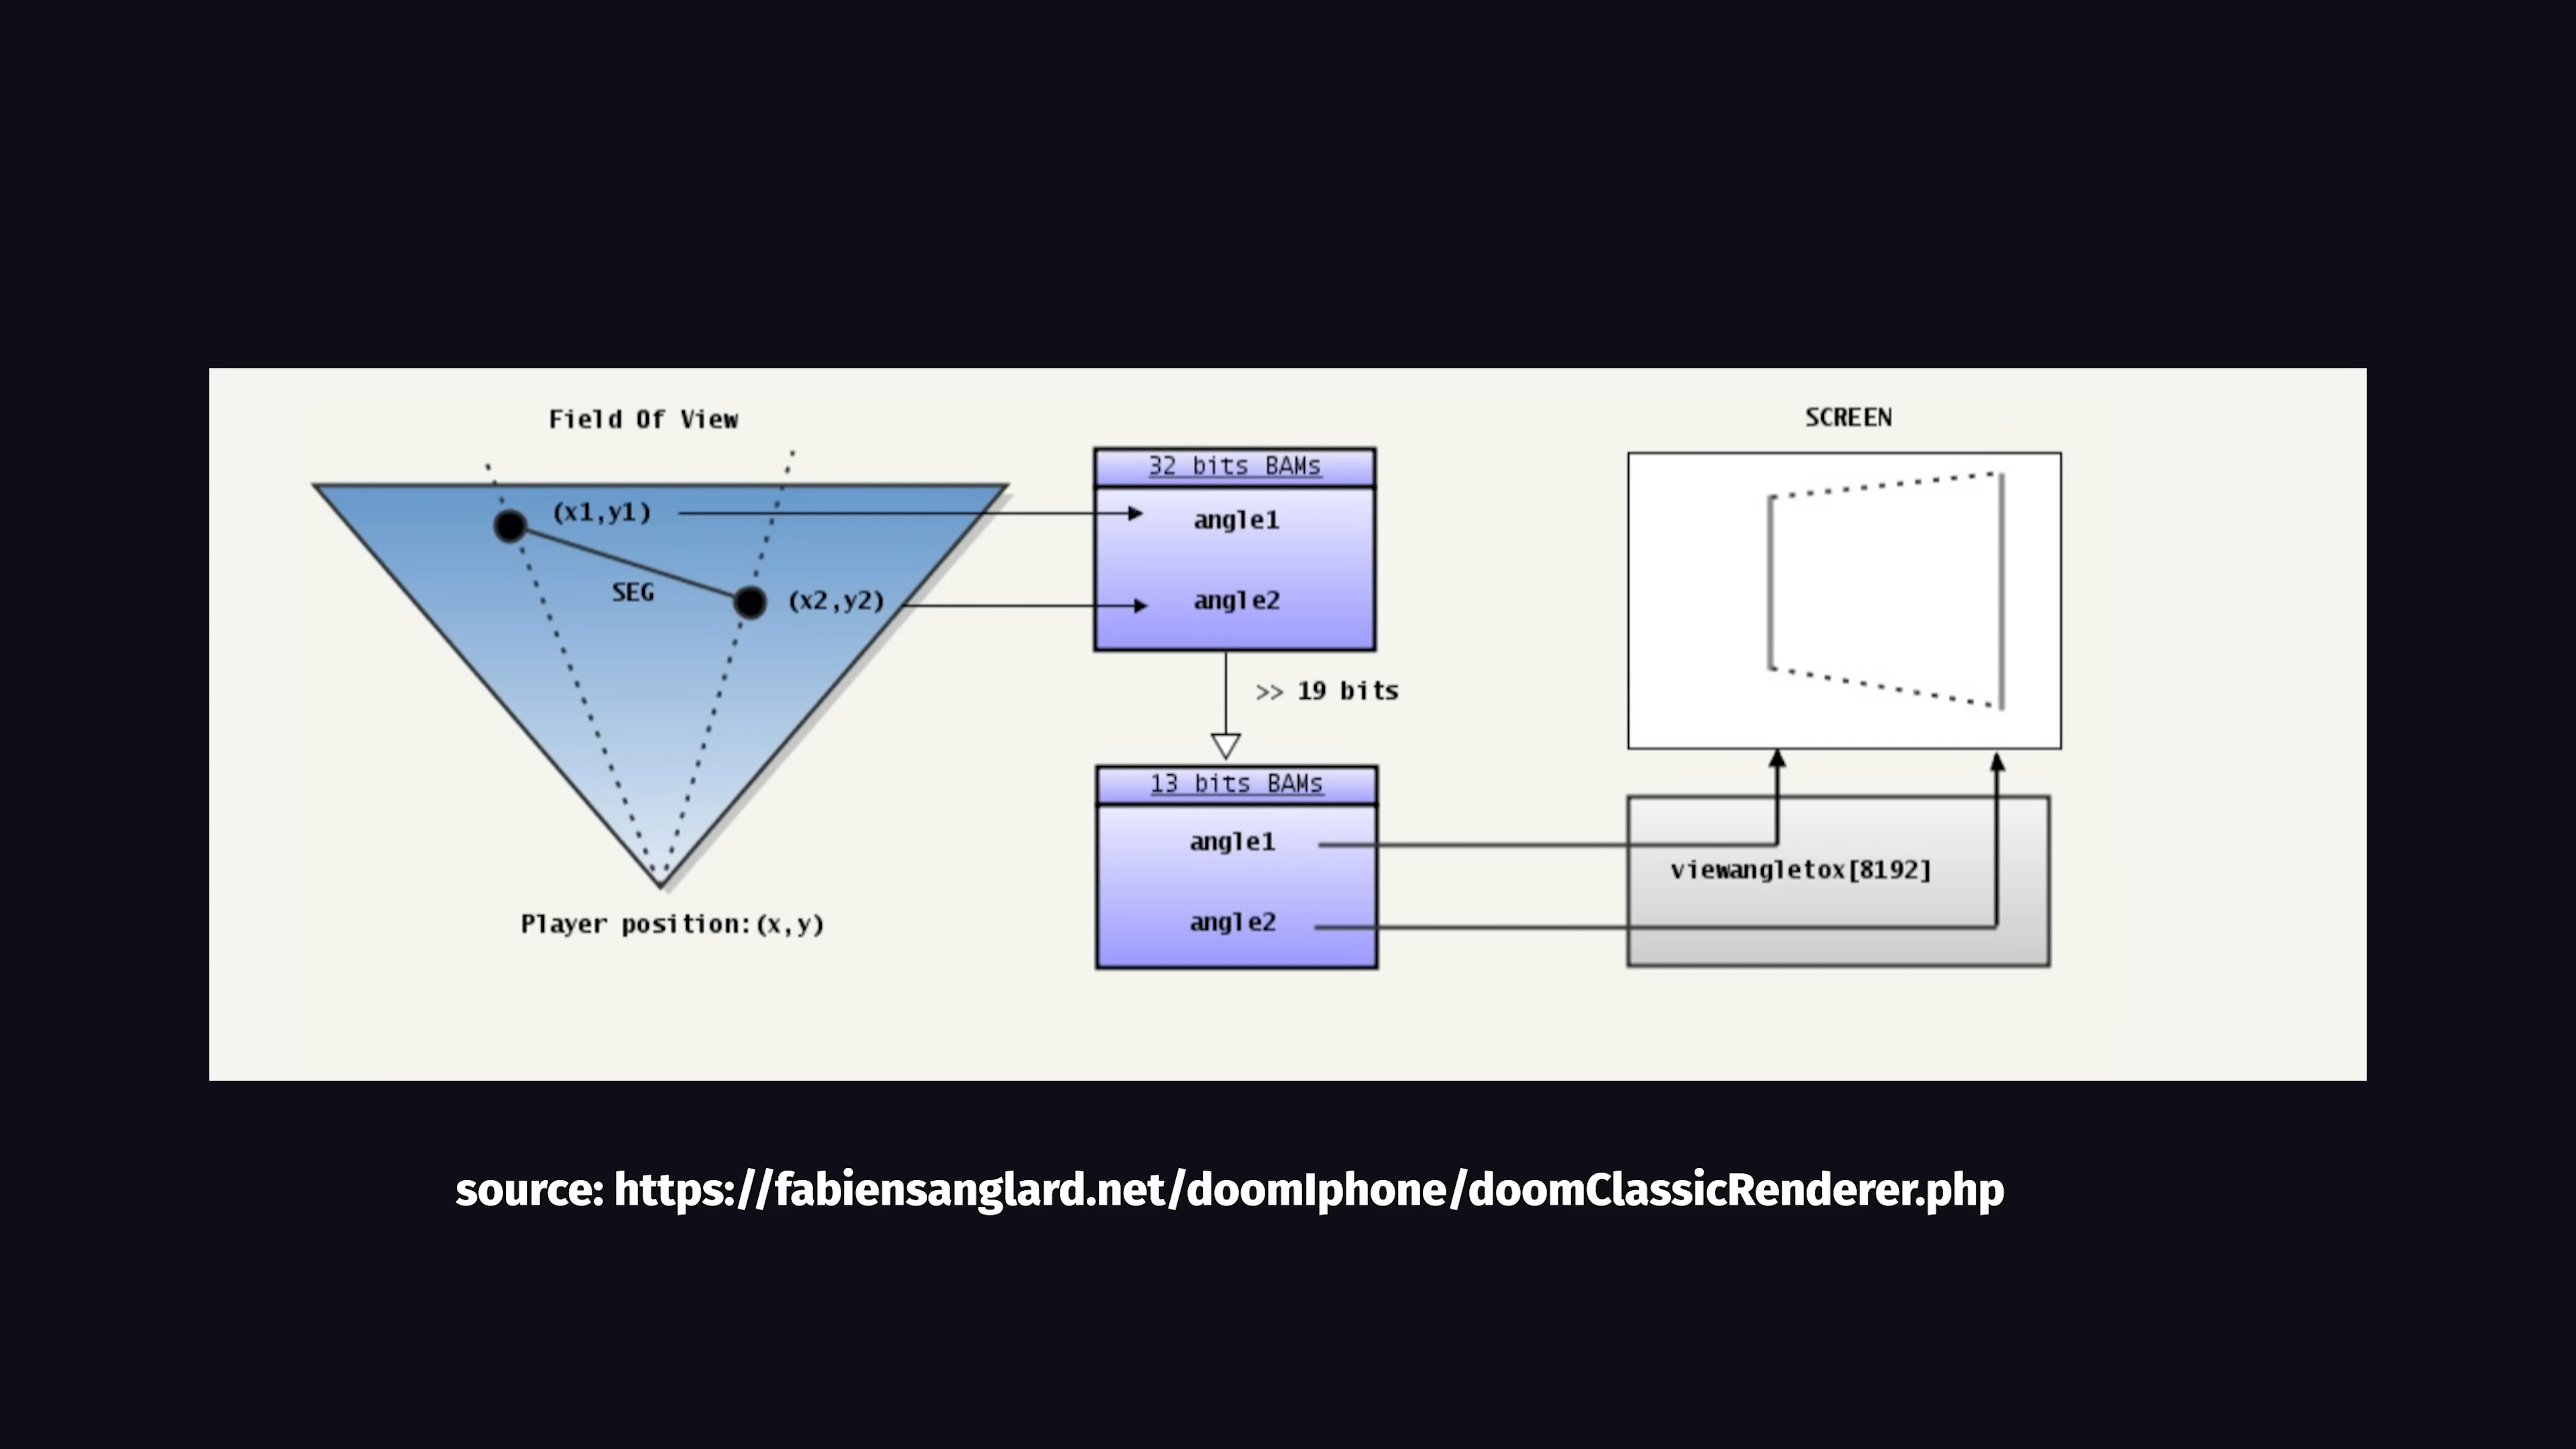 Field Of View
(x1,y1)
SEG
(x2,y2)
Player position:(x,y)
32 bits BAMs
angle1
angle2
>> 19 bits
13 bits BAMs
angle1
angle2
SCREEN
viewangletox[8192]
source: https://fabiensanglard.net/doomIphone/doomClassicRenderer.php